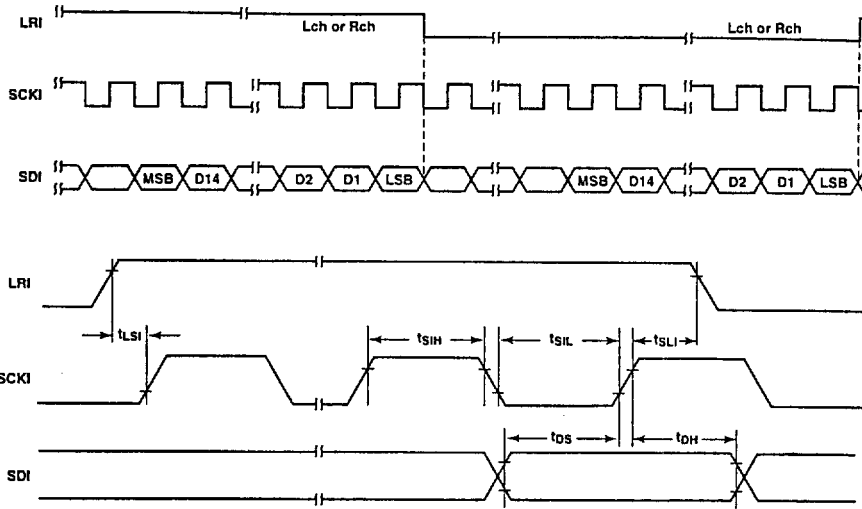 LRI Lch or Rch Lch or Rch
SCKI
SDI MSB D14 D2 D1 LSB MSB D14 D2 D1 LSB
LRI
tLSI tSIH tSIL tSLI
SCKI
tDS tDH
SDI